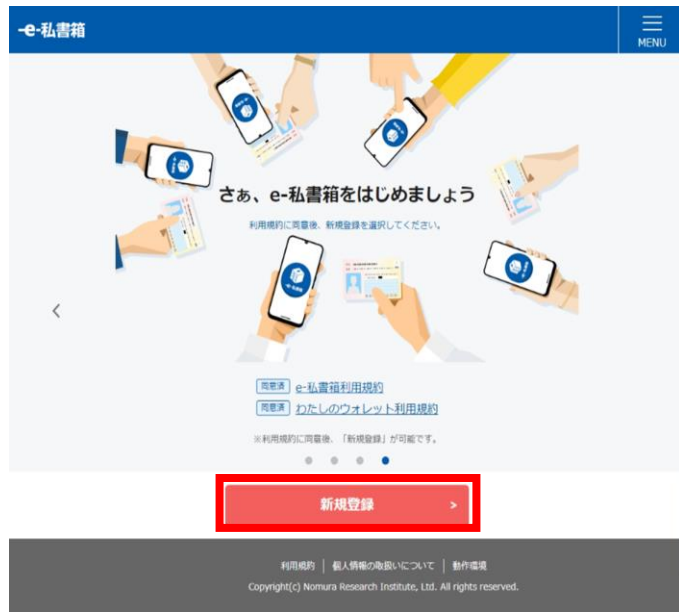 -e-私書箱
MENU
さぁ、e-私書箱をはじめましょう
利用規約に同意後、新規登録を選択してください。
同意済 e-私書箱利用規約
同意済 わたしのウォレット利用規約
※利用規約に同意後、「新規登録」が可能です。
新規登録 >
利用規約 | 個人情報の取扱いについて | 動作環境
Copyright(c) Nomura Research Institute, Ltd. All rights reserved.